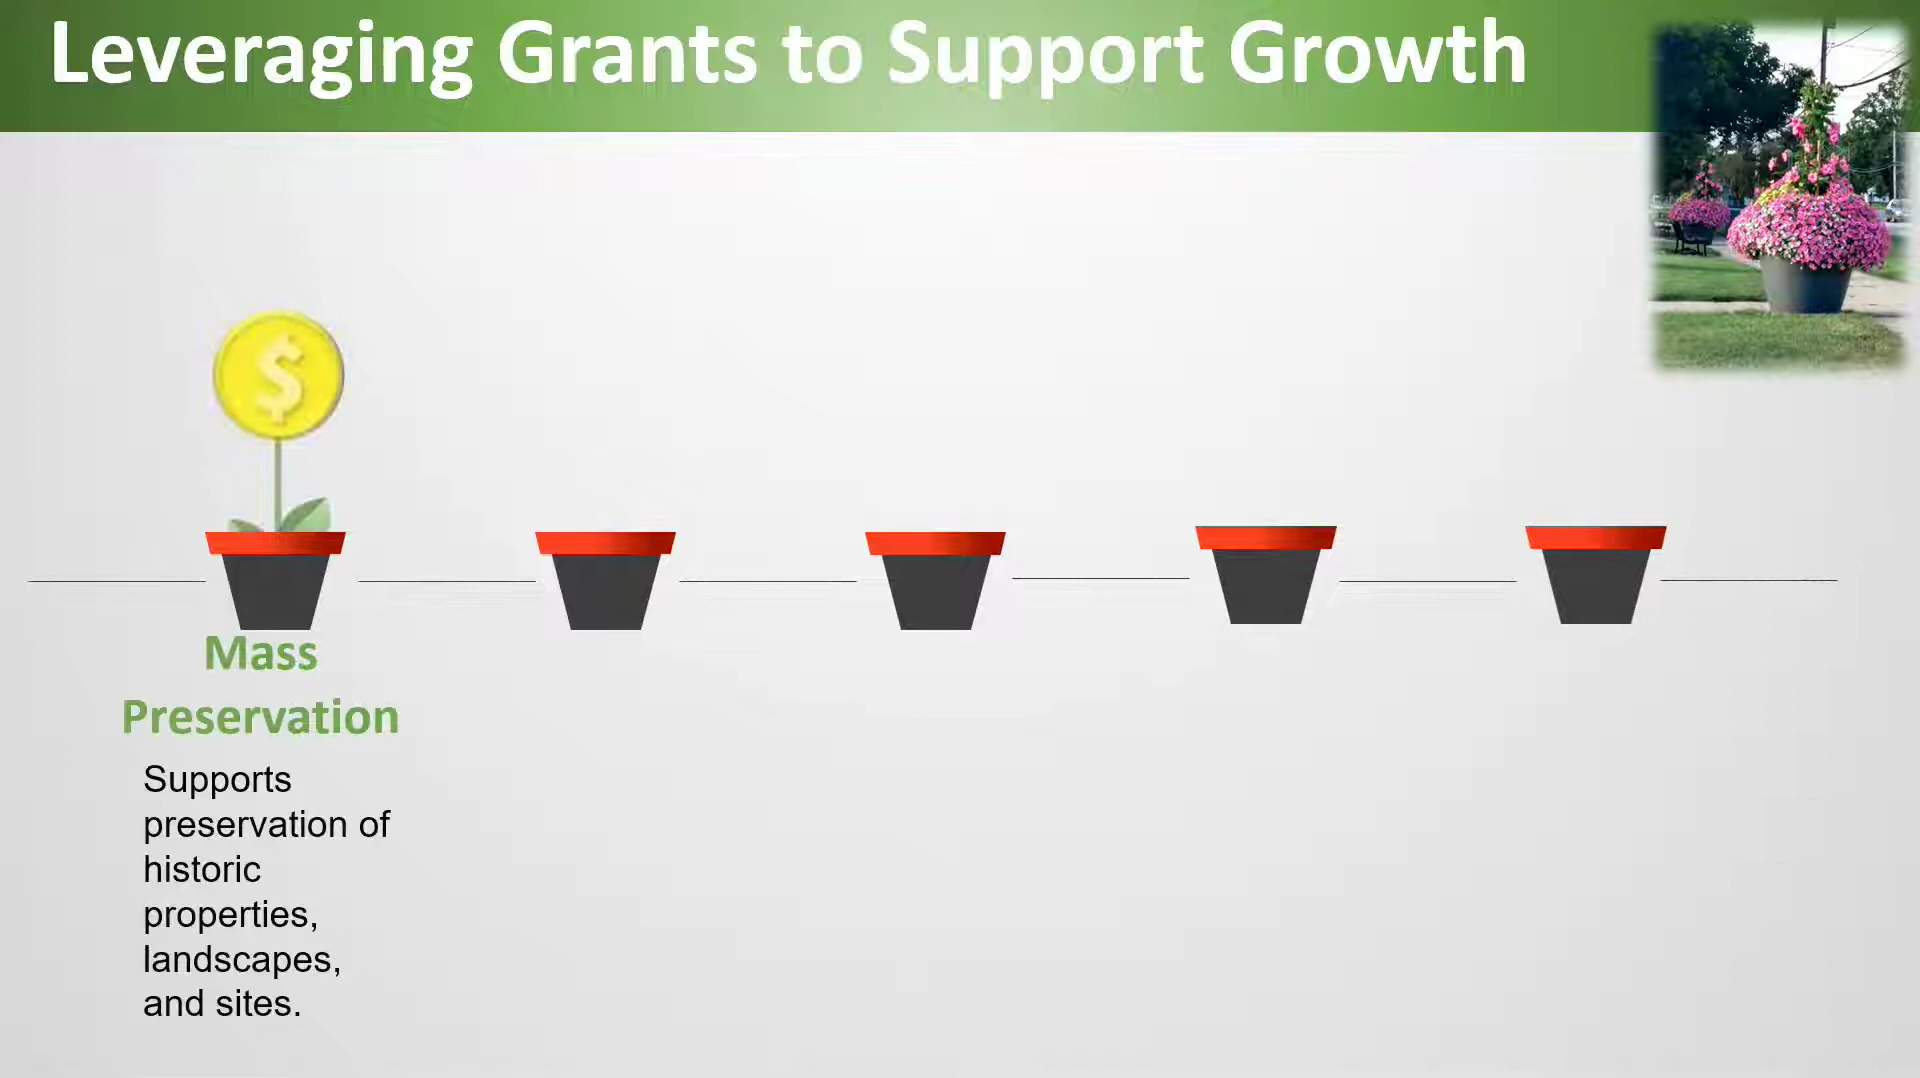 Leveraging Grants to Support Growth
$
Mass
Preservation
Supports
preservation of
historic
properties,
landscapes,
and sites.